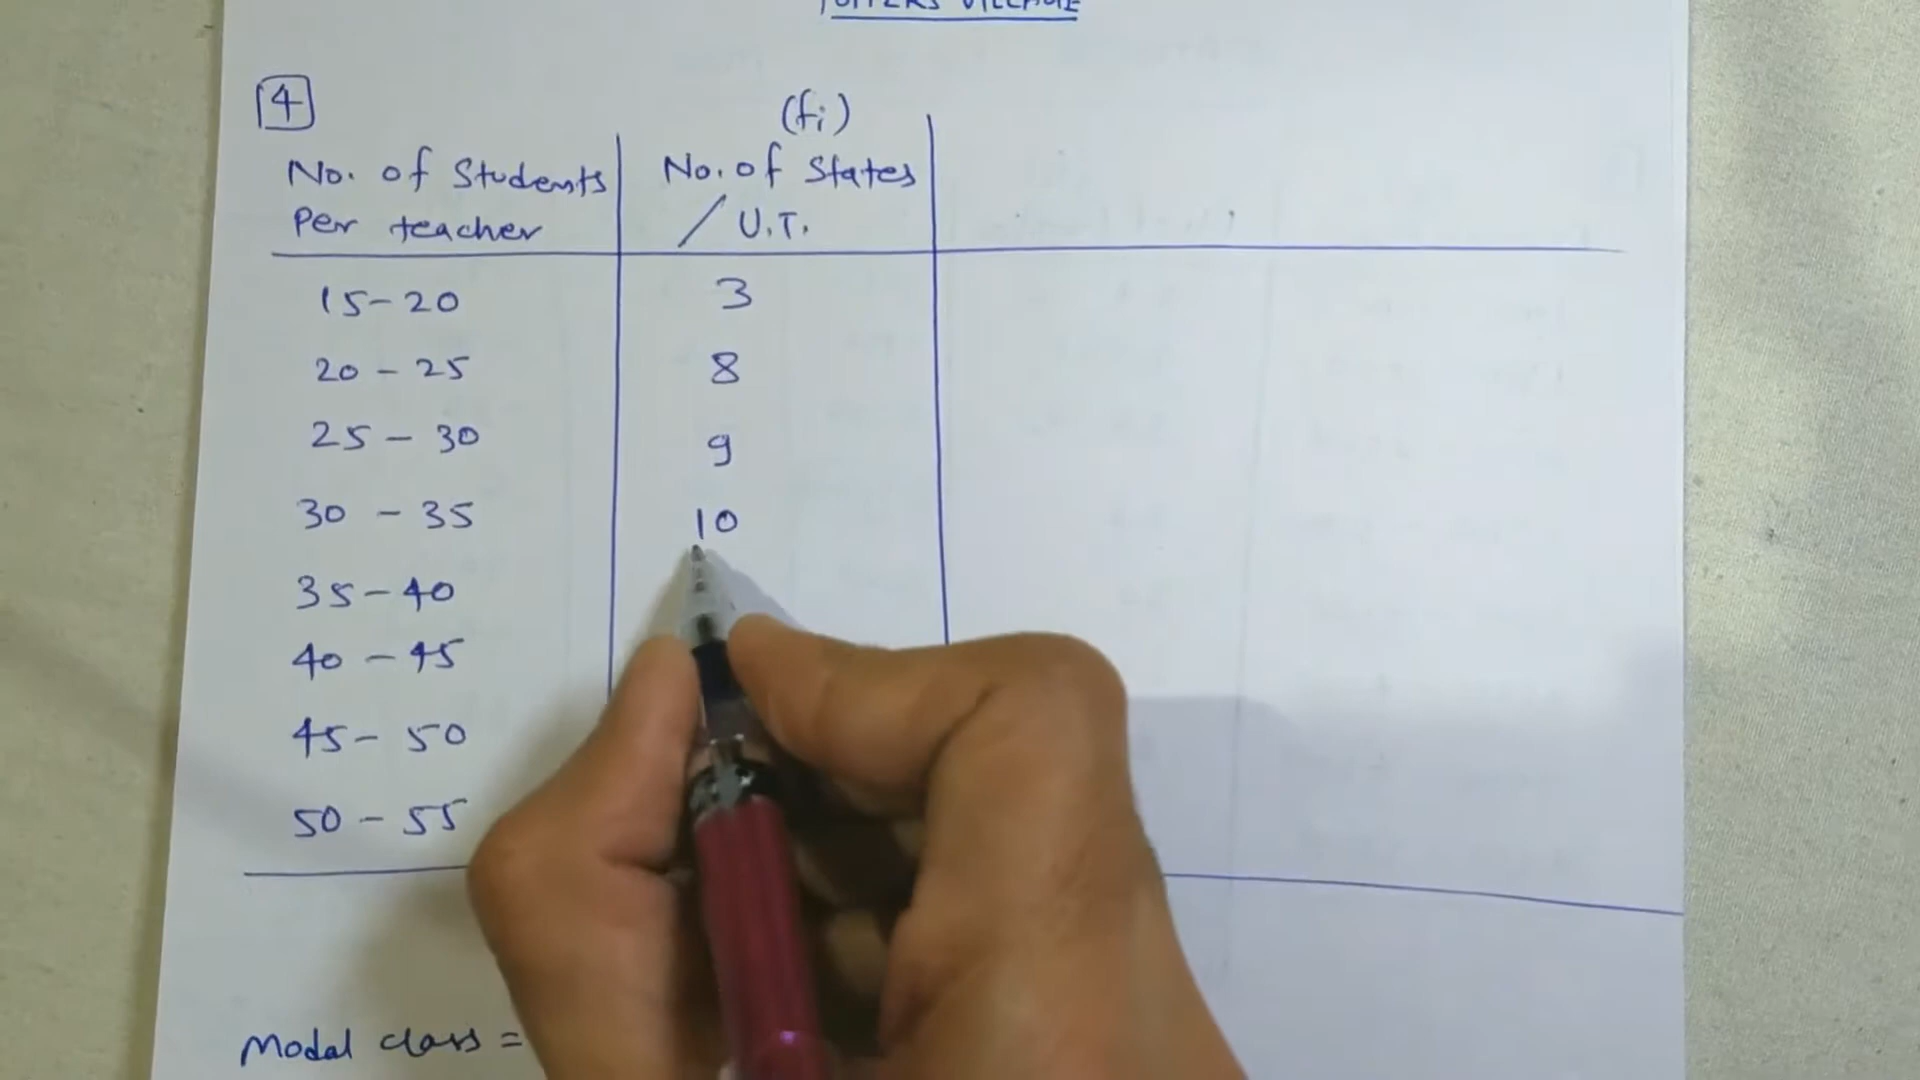 4
(fi)
No. of Students | No. of States
Per teacher | / U.T.
15-20 3
20-25 8
25-30 9
30-35 10
35-40
40-45
45-50
50-55
Modal class =